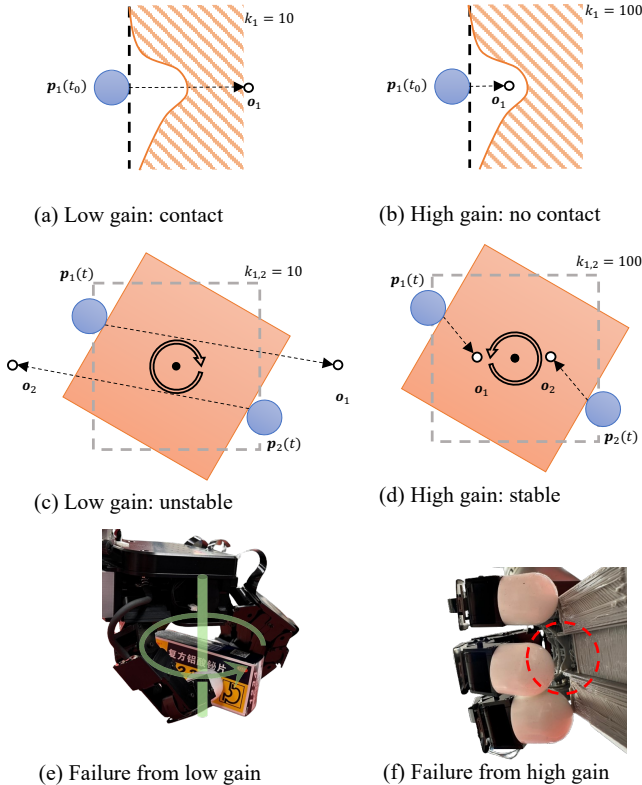 k₁ = 10
p₁(t₀)
o₁
(a) Low gain: contact
k₁ = 100
p₁(t₀)
o₁
(b) High gain: no contact
p₁(t)
k₁,₂ = 10
o₂
o₁
p₂(t)
(c) Low gain: unstable
p₁(t)
k₁,₂ = 100
o₁
o₂
p₂(t)
(d) High gain: stable
复方铝酸铋片
(e) Failure from low gain
(f) Failure from high gain